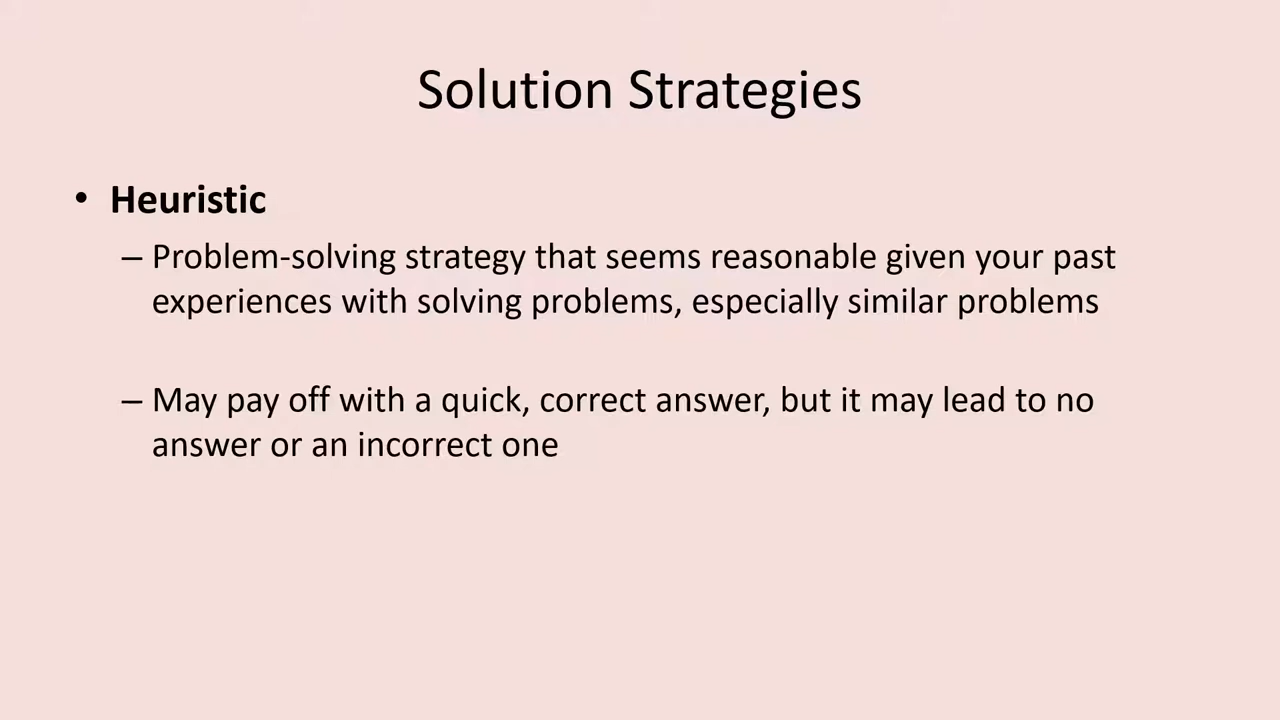 Solution Strategies
• Heuristic
– Problem-solving strategy that seems reasonable given your past
experiences with solving problems, especially similar problems
– May pay off with a quick, correct answer, but it may lead to no
answer or an incorrect one